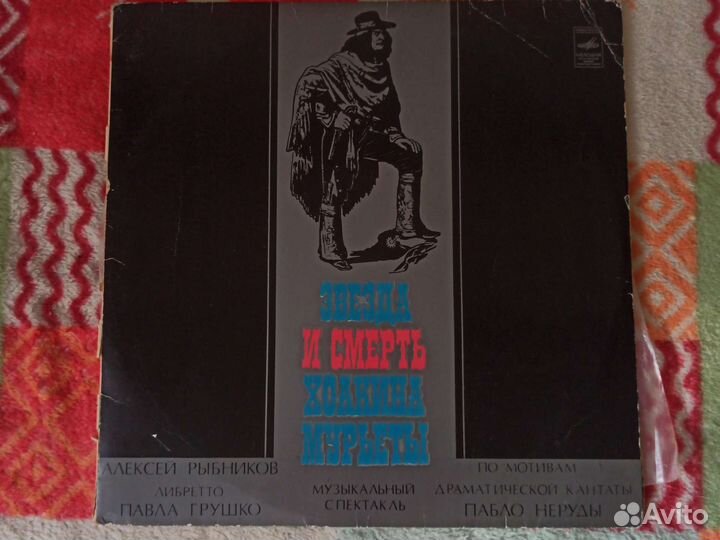 ЗВЕЗДА
И СМЕРТЬ
ХОАКИНА
МУРЬЕТЫ
АЛЕКСЕЙ РЫБНИКОВ
ЛИБРЕТТО
ПАВЛА ГРУШКО
МУЗЫКАЛЬНЫЙ
СПЕКТАКЛЬ
ПО МОТИВАМ
ДРАМАТИЧЕСКОЙ КАНТАТЫ
ПАБЛО НЕРУДЫ
Avito